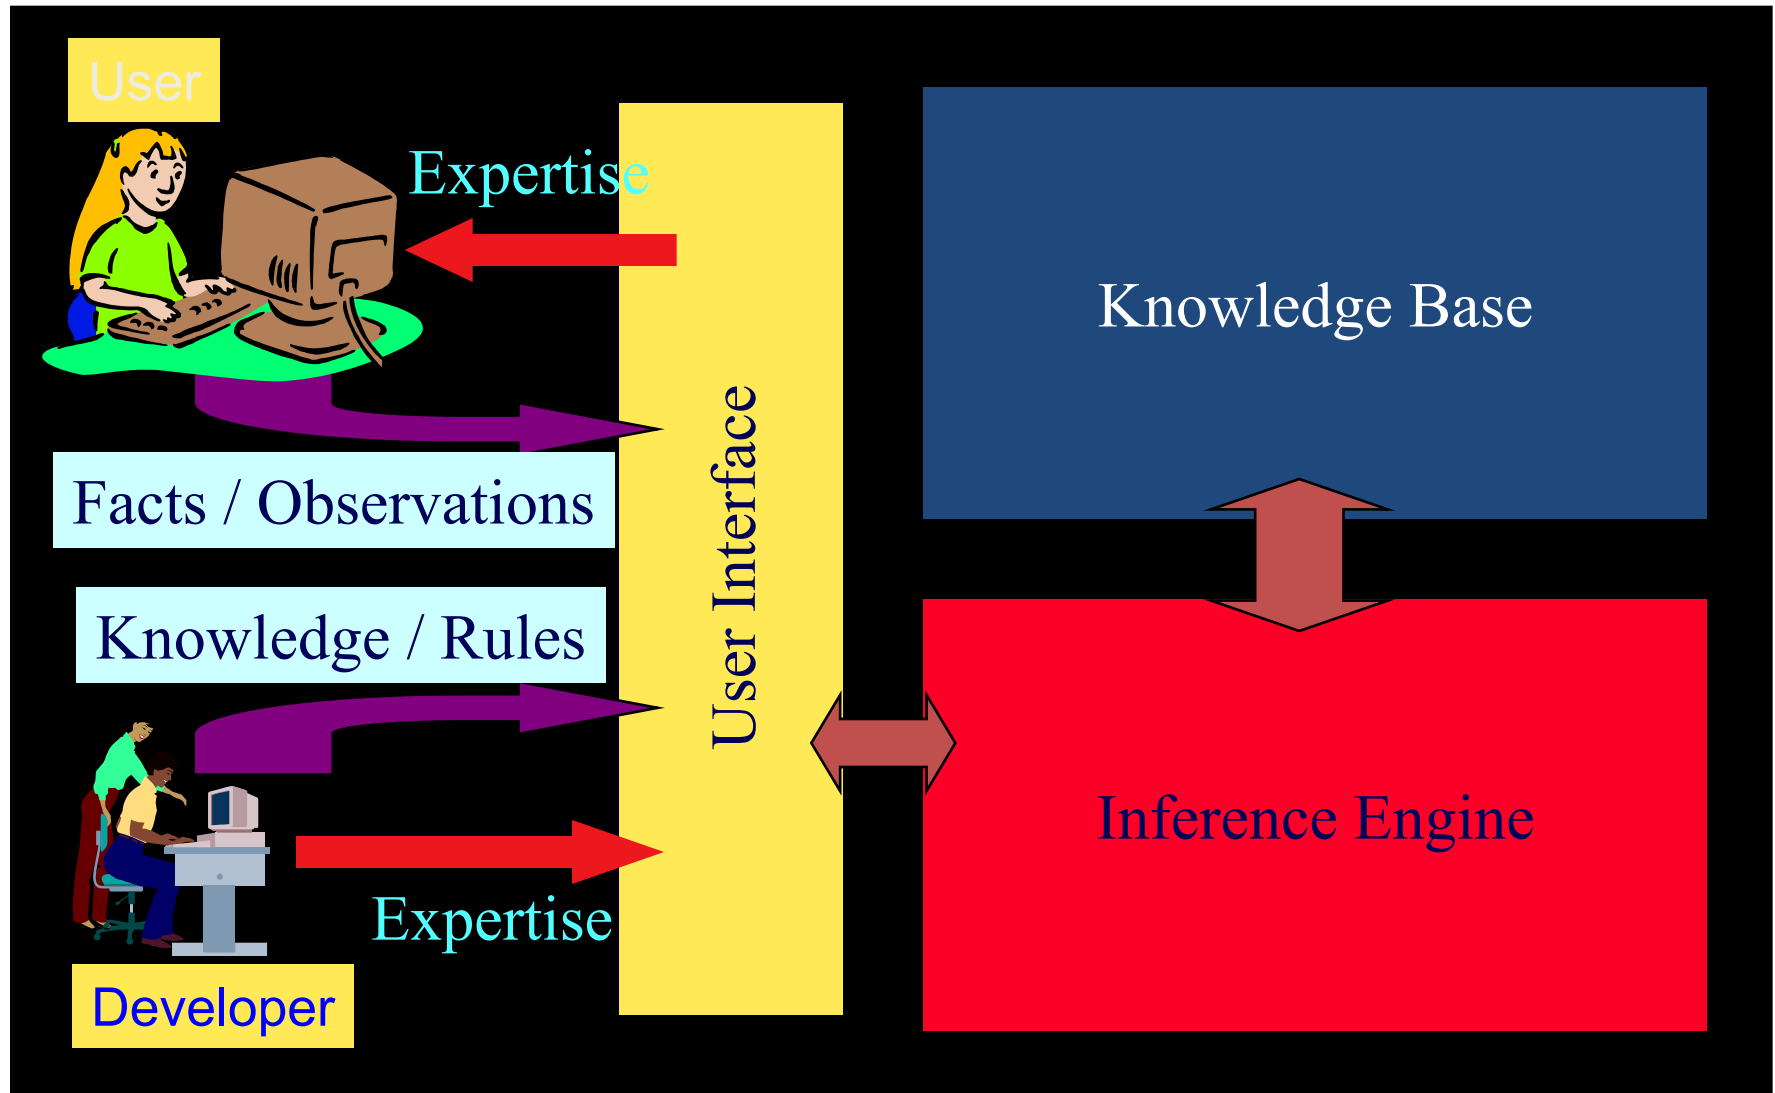 User
Expertise
Facts / Observations
Knowledge / Rules
Expertise
Developer
User Interface
Knowledge Base
Inference Engine